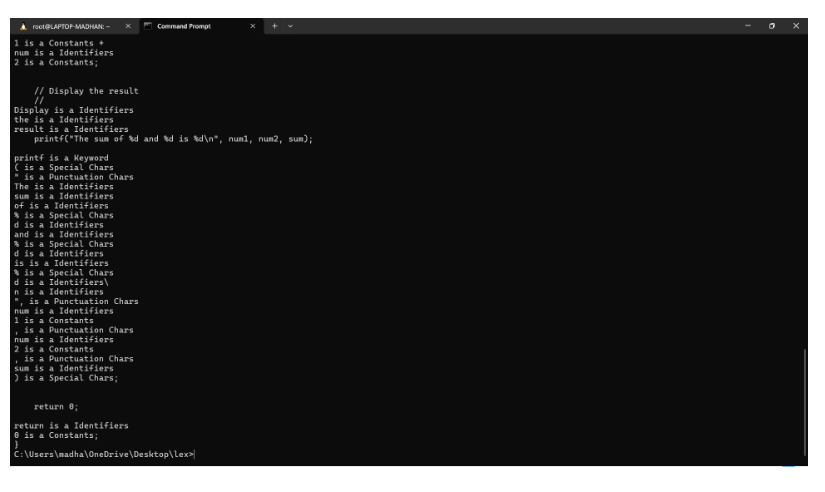 root@LAPTOP-MADHAN: ~ Command Prompt
1 is a Constants +
num is a Identifiers
2 is a Constants;
// Display the result
//
Display is a Identifiers
the is a Identifiers
result is a Identifiers
printf("The sum of %d and %d is %d\n", num1, num2, sum);
printf is a Keyword
( is a Special Chars
" is a Punctuation Chars
The is a Identifiers
sum is a Identifiers
of is a Identifiers
% is a Special Chars
d is a Identifiers
and is a Identifiers
% is a Special Chars
d is a Identifiers
is is a Identifiers
% is a Special Chars
d is a Identifiers\
n is a Identifiers
", is a Punctuation Chars
num is a Identifiers
1 is a Constants
, is a Punctuation Chars
num is a Identifiers
2 is a Constants
, is a Punctuation Chars
sum is a Identifiers
) is a Special Chars;
return 0;
return is a Identifiers
0 is a Constants;
}
C:\Users\madha\OneDrive\Desktop\lex>